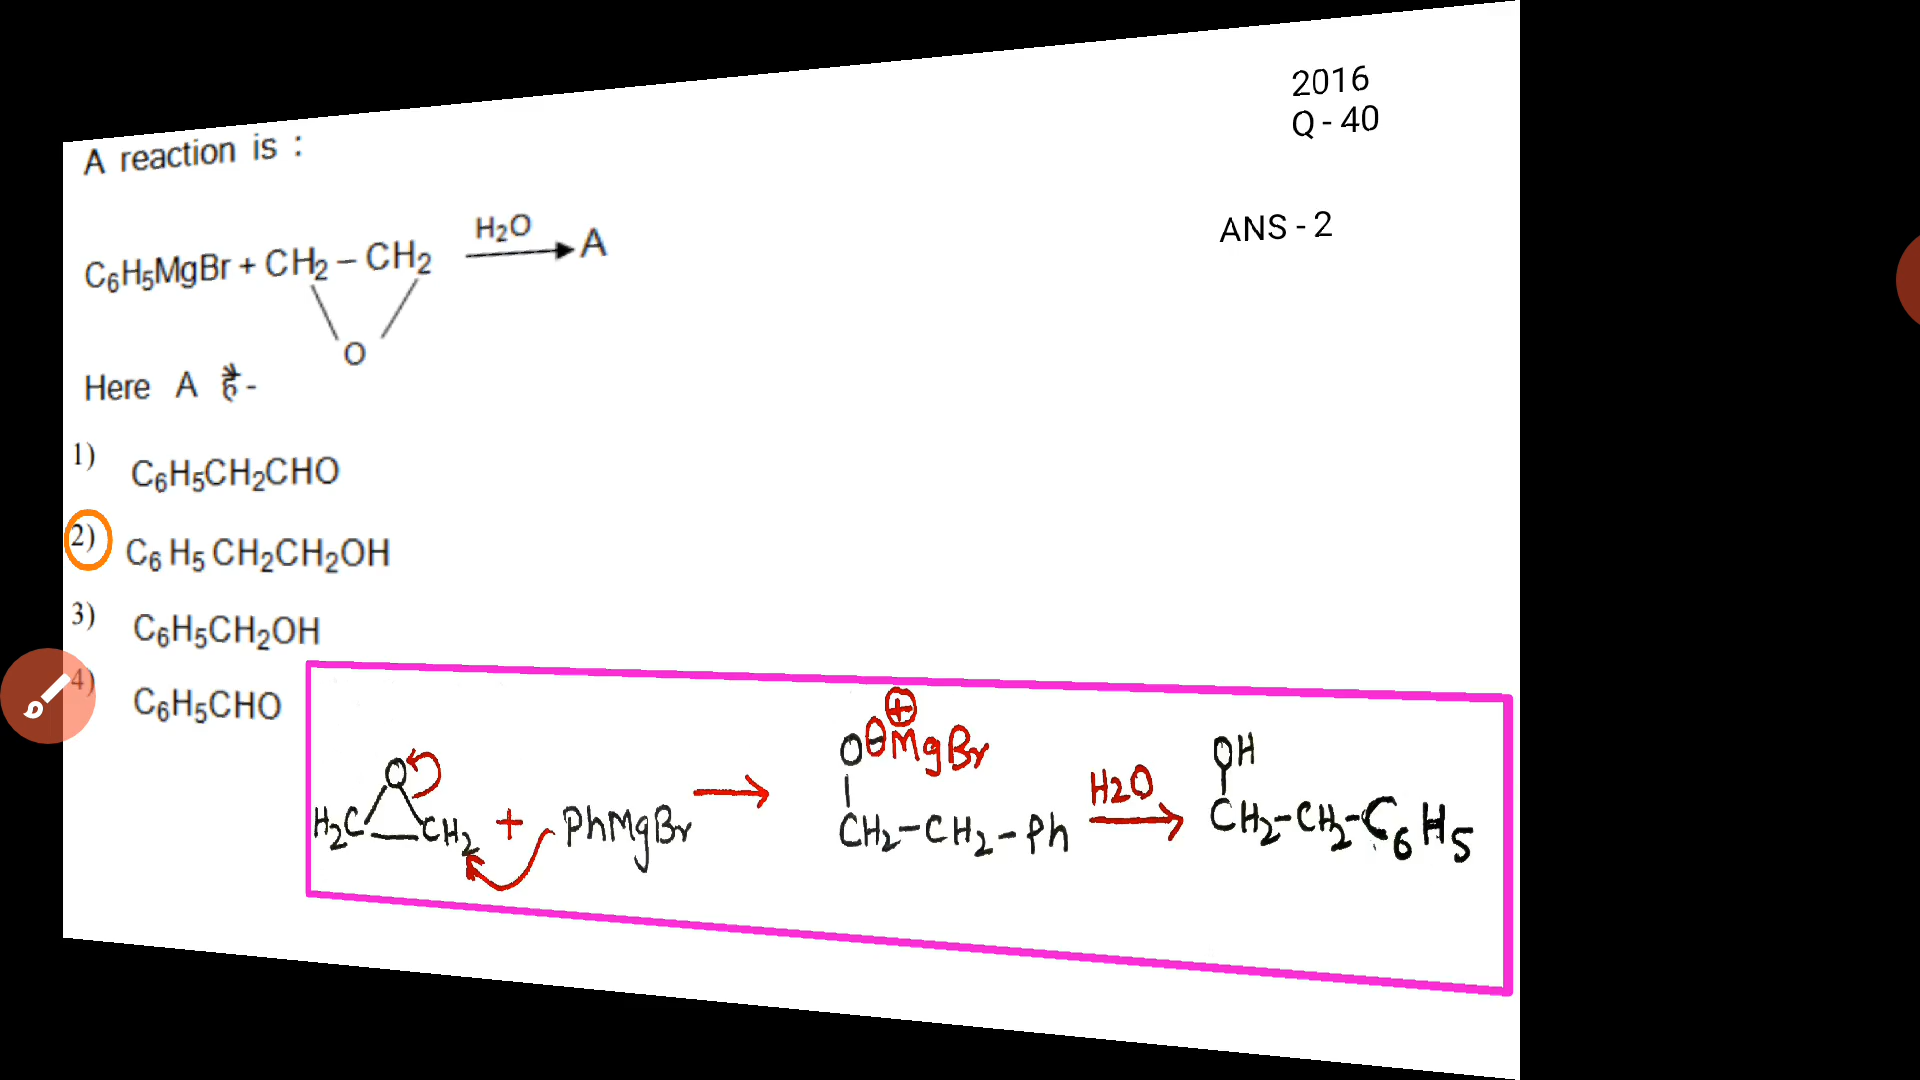 2016
Q - 40
A reaction is :
ANS - 2
H₂O
C₆H₅MgBr + CH₂ – CH₂ → A
O
Here A है -
1) C₆H₅CH₂CHO
2) C₆ H₅ CH₂CH₂OH
3) C₆H₅CH₂OH
4) C₆H₅CHO
O O⊖ ⊕MgBr OH
H₂C CH₂ + PhMgBr → CH₂-CH₂-Ph H₂O → CH₂-CH₂-C₆H₅